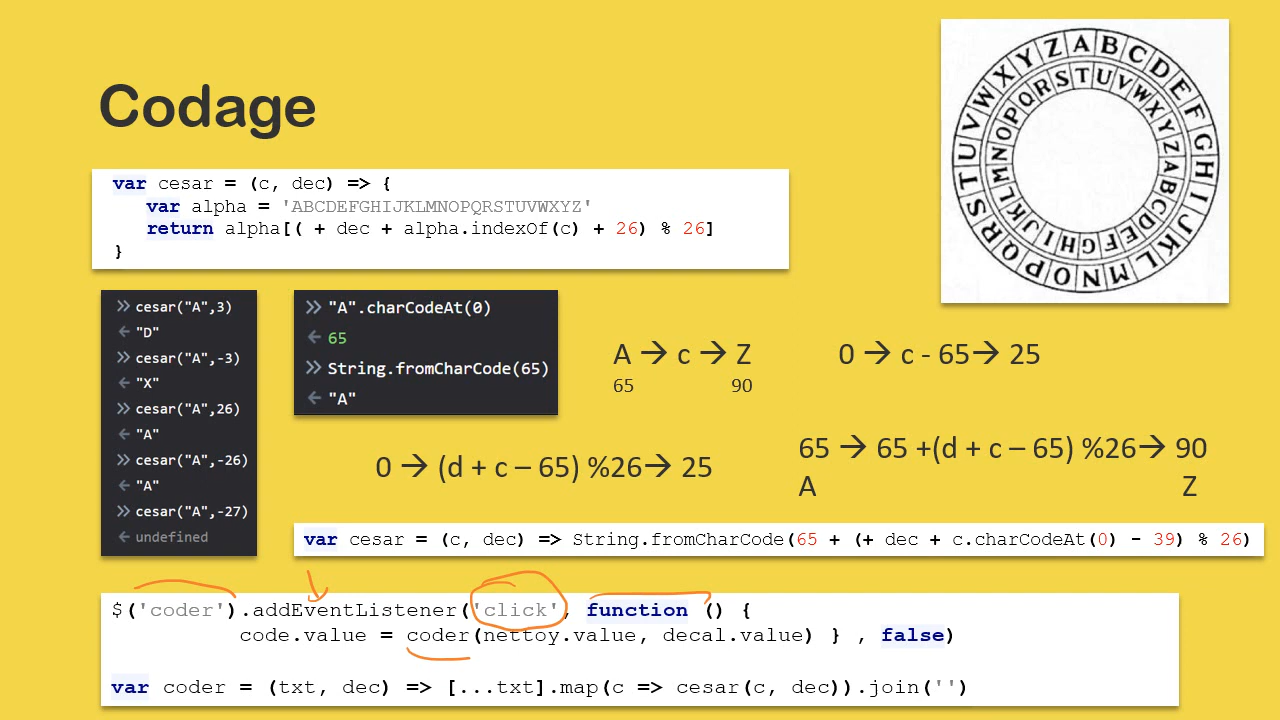 Codage
var cesar = (c, dec) => {
var alpha = 'ABCDEFGHIJKLMNOPQRSTUVWXYZ'
return alpha[( + dec + alpha.indexOf(c) + 26) % 26]
}
A B C D E F G H I J K L M N O P Q R S T U V W X Y Z
S T U V W X Y Z A B C D E F G H I J K L M N O P Q R
>> cesar("A",3)
← "D"
>> cesar("A",-3)
← "X"
>> cesar("A",26)
← "A"
>> cesar("A",-26)
← "A"
>> cesar("A",-27)
← undefined
>> "A".charCodeAt(0)
← 65
>> String.fromCharCode(65)
← "A"
A → c → Z
65 90
0 → c - 65→ 25
0 → (d + c – 65) %26→ 25
65 → 65 +(d + c – 65) %26→ 90
A Z
var cesar = (c, dec) => String.fromCharCode(65 + (+ dec + c.charCodeAt(0) - 39) % 26)
$('coder').addEventListener('click', function () {
code.value = coder(nettoy.value, decal.value) } , false)
var coder = (txt, dec) => [...txt].map(c => cesar(c, dec)).join('')